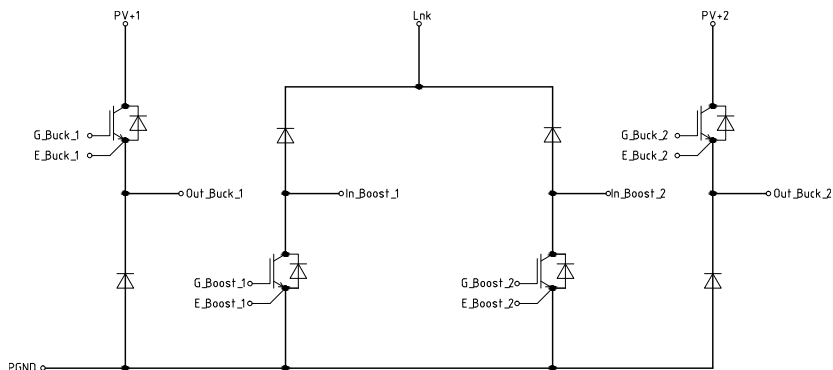 PV+1
Lnk
PV+2
G_Buck_1
E_Buck_1
G_Buck_2
E_Buck_2
Out_Buck_1
In_Boost_1
In_Boost_2
Out_Buck_2
G_Boost_1
E_Boost_1
G_Boost_2
E_Boost_2
PGND